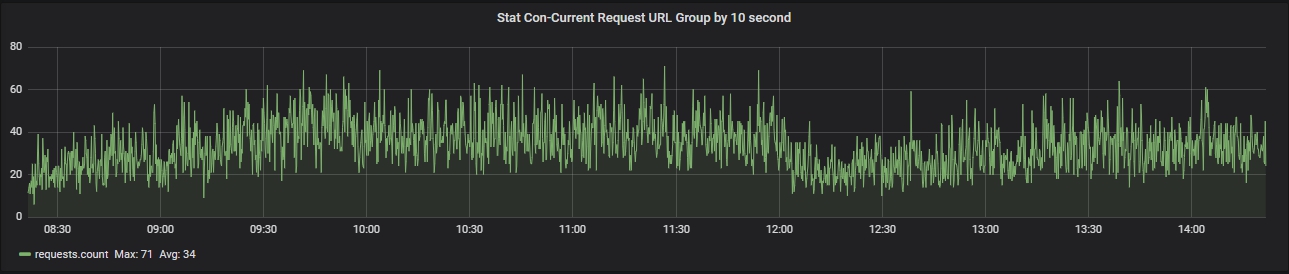 Stat Con-Current Request URL Group by 10 second
80
60
40
20
0
08:30 09:00 09:30 10:00 10:30 11:00 11:30 12:00 12:30 13:00 13:30 14:00
requests.count Max: 71 Avg: 34